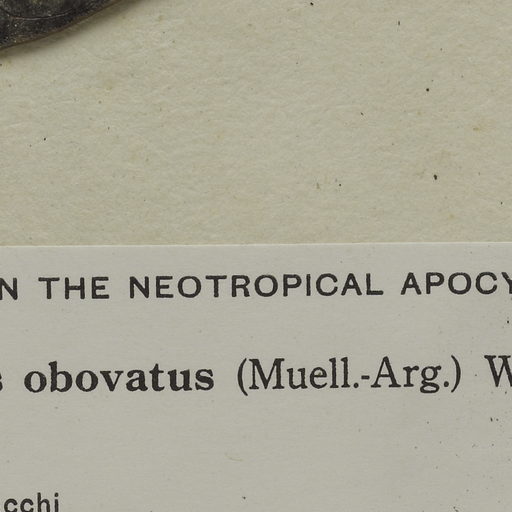 N THE NEOTROPICAL APOCY
s obovatus (Muell.-Arg.) W
cchi